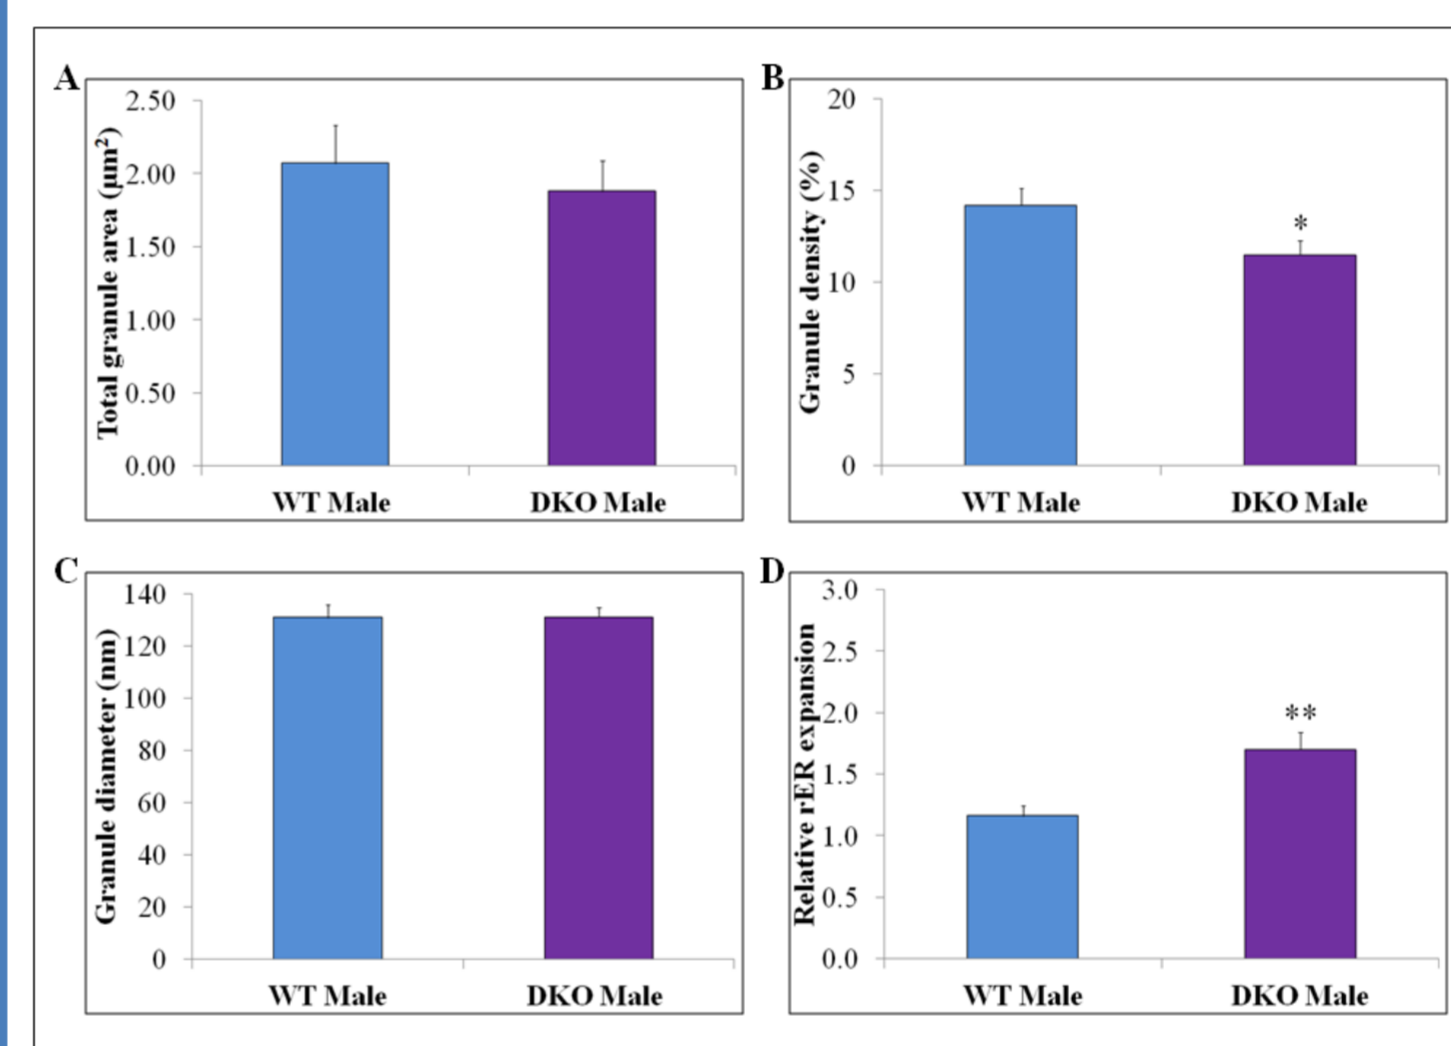 A
Total granule area (µm²)
2.50
2.00
1.50
1.00
0.50
0.00
WT Male
DKO Male
B
Granule density (%)
20
15
10
5
0
*
WT Male
DKO Male
C
Granule diameter (nm)
140
120
100
80
60
40
20
0
WT Male
DKO Male
D
Relative rER expansion
3.0
2.5
2.0
1.5
1.0
0.5
0.0
**
WT Male
DKO Male